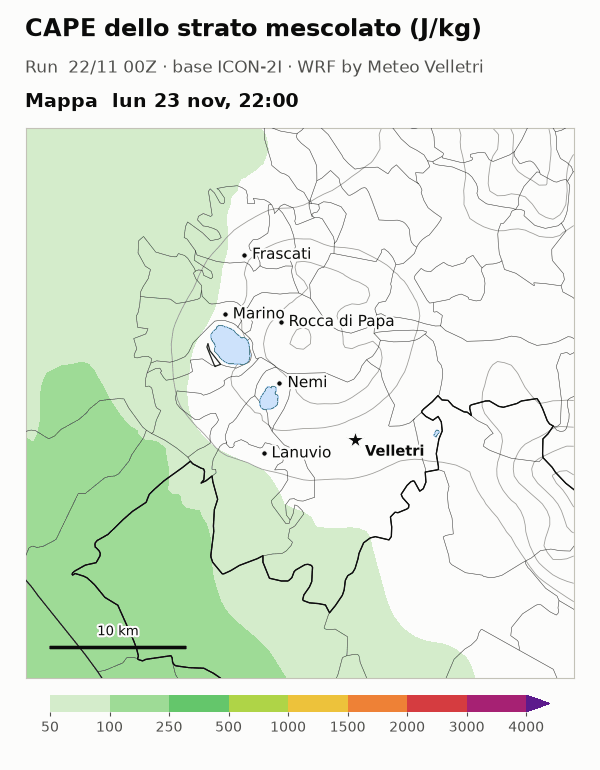 CAPE dello strato mescolato (J/kg)
Run  22/11 00Z · base ICON-2I · WRF by Meteo Velletri
Mappa  lun 23 nov, 22:00
Frascati
Marino
Rocca di Papa
Nemi
Velletri
Lanuvio
10 km
50 100 250 500 1000 1500 2000 3000 4000